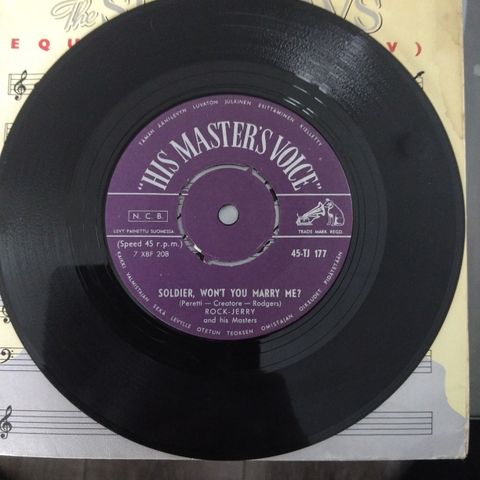 The
TÄMÄN ÄÄNILEVYN LUVATON JULKINEN ESITTÄMINEN KIELLETTY
"HIS MASTER'S VOICE"
N. C. B.
LEVY PAINETTU SUOMESSA
TRADE MARK REGD.
(Speed 45 r.p.m.)
7 XBF 20B
45-TJ 177
SOLDIER, WON'T YOU MARRY ME?
(Peretti — Creatore — Rodgers)
ROCK-JERRY
and his Masters
KAIKKI VALMISTAJAN SEKÄ LEVYLLE OTETUN TEOKSEN OMISTAJAN OIKEUDET PIDÄTETÄÄN